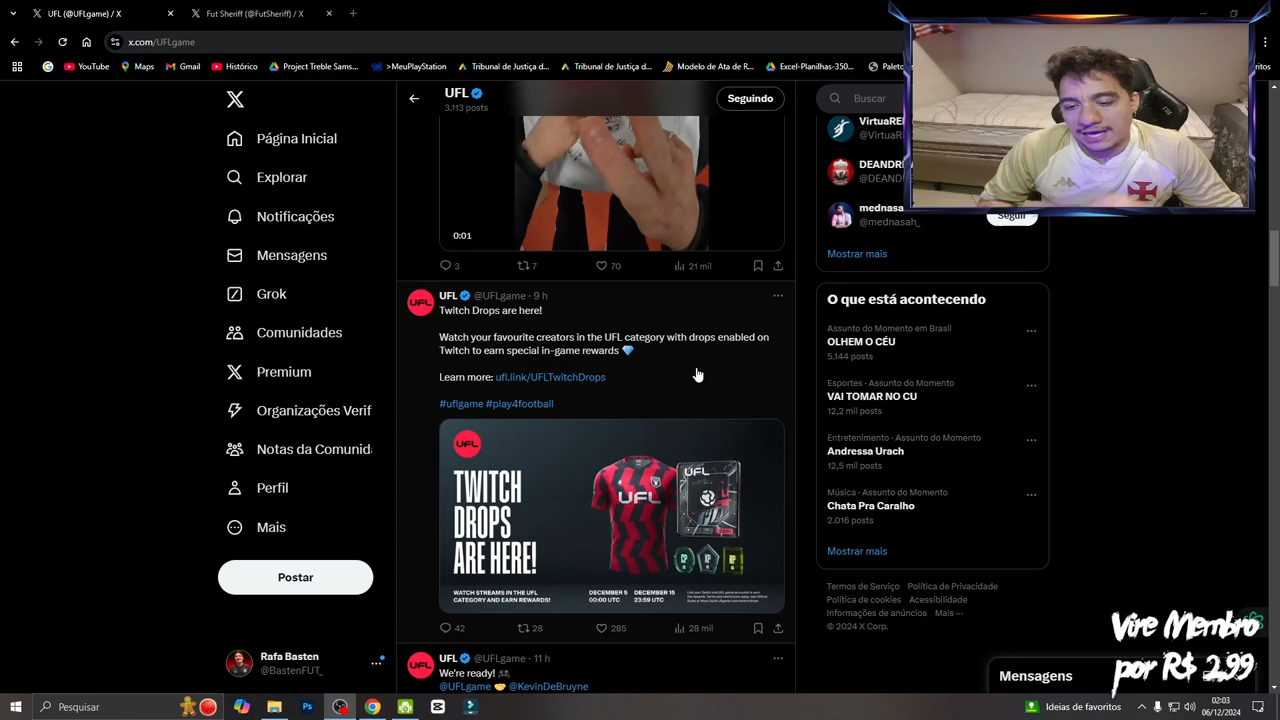 UFL (@UFLgame) / X
Fut Sheriff (@FutSheriff) / X
x.com/UFLgame
YouTube
Maps
Gmail
Histórico
Project Treble Sams...
>MeuPlayStation
Tribunal de Justiça d...
Tribunal de Justiça d...
Modelo de Ata de R...
Excel-Planilhas-350...
UFL
3.113 posts
Seguindo
Buscar
Página Inicial
Explorar
Notificações
Mensagens
Grok
Comunidades
Premium
Organizações Verif
Notas da Comunid
Perfil
Mais
Postar
Rafa Basten
@BastenFUT_
0:01
3
7
70
21 mil
UFL @UFLgame · 9 h
Twitch Drops are here!
Watch your favourite creators in the UFL category with drops enabled on
Twitch to earn special in-game rewards
Learn more: ufl.link/UFLTwitchDrops
#uflgame #play4football
UFL
TWITCH
DROPS
ARE HERE!
UFL
UFL
WATCH STREAMS IN THE UFL
CATEGORY AND EARN REWARDS!
DECEMBER 5
00:00 UTC
DECEMBER 15
23:59 UTC
42
28
285
28 mil
UFL @UFLgame · 11 h
We're ready!
@UFLgame @KevinDeBruyne
@VirtuaR
DEANDR
@DEAND
mednasa
@mednasah_
Seguir
Mostrar mais
O que está acontecendo
Assunto do Momento em Brasil
OLHEM O CÉU
5.144 posts
Esportes · Assunto do Momento
VAI TOMAR NO CU
12,2 mil posts
Entretenimento · Assunto do Momento
Andressa Urach
12,5 mil posts
Música · Assunto do Momento
Chata Pra Caralho
2.016 posts
Mostrar mais
Termos de Serviço Política de Privacidade
Política de cookies Acessibilidade
Informações de anúncios Mais ···
© 2024 X Corp.
Mensagens
Vire Membro
por R$ 2,99
Pesquisar
Ideias de favoritos
02:03
06/12/2024